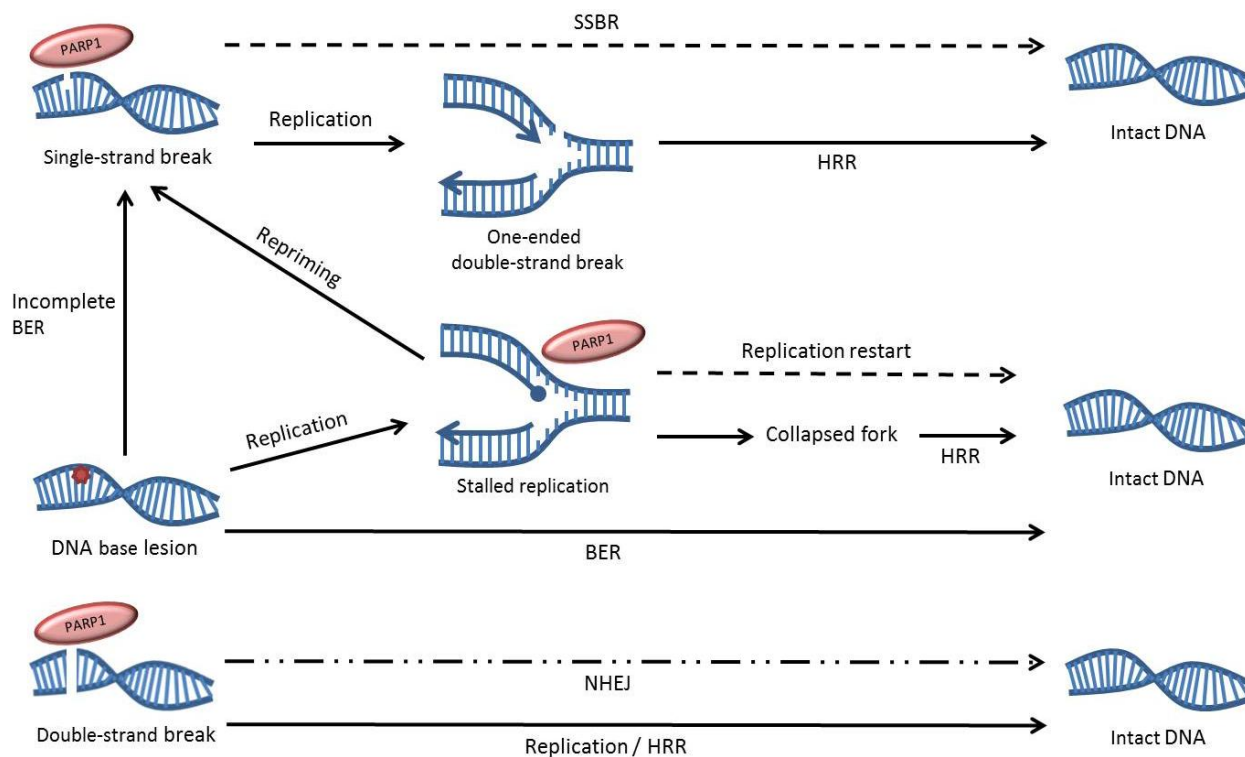 SSBR
PARP1
Replication
Intact DNA
Single-strand break
HRR
One-ended
double-strand break
Repriming
Incomplete
BER
PARP1
Replication restart
Replication
Collapsed fork
HRR
Intact DNA
Stalled replication
DNA base lesion
BER
PARP1
NHEJ
Double-strand break
Intact DNA
Replication / HRR